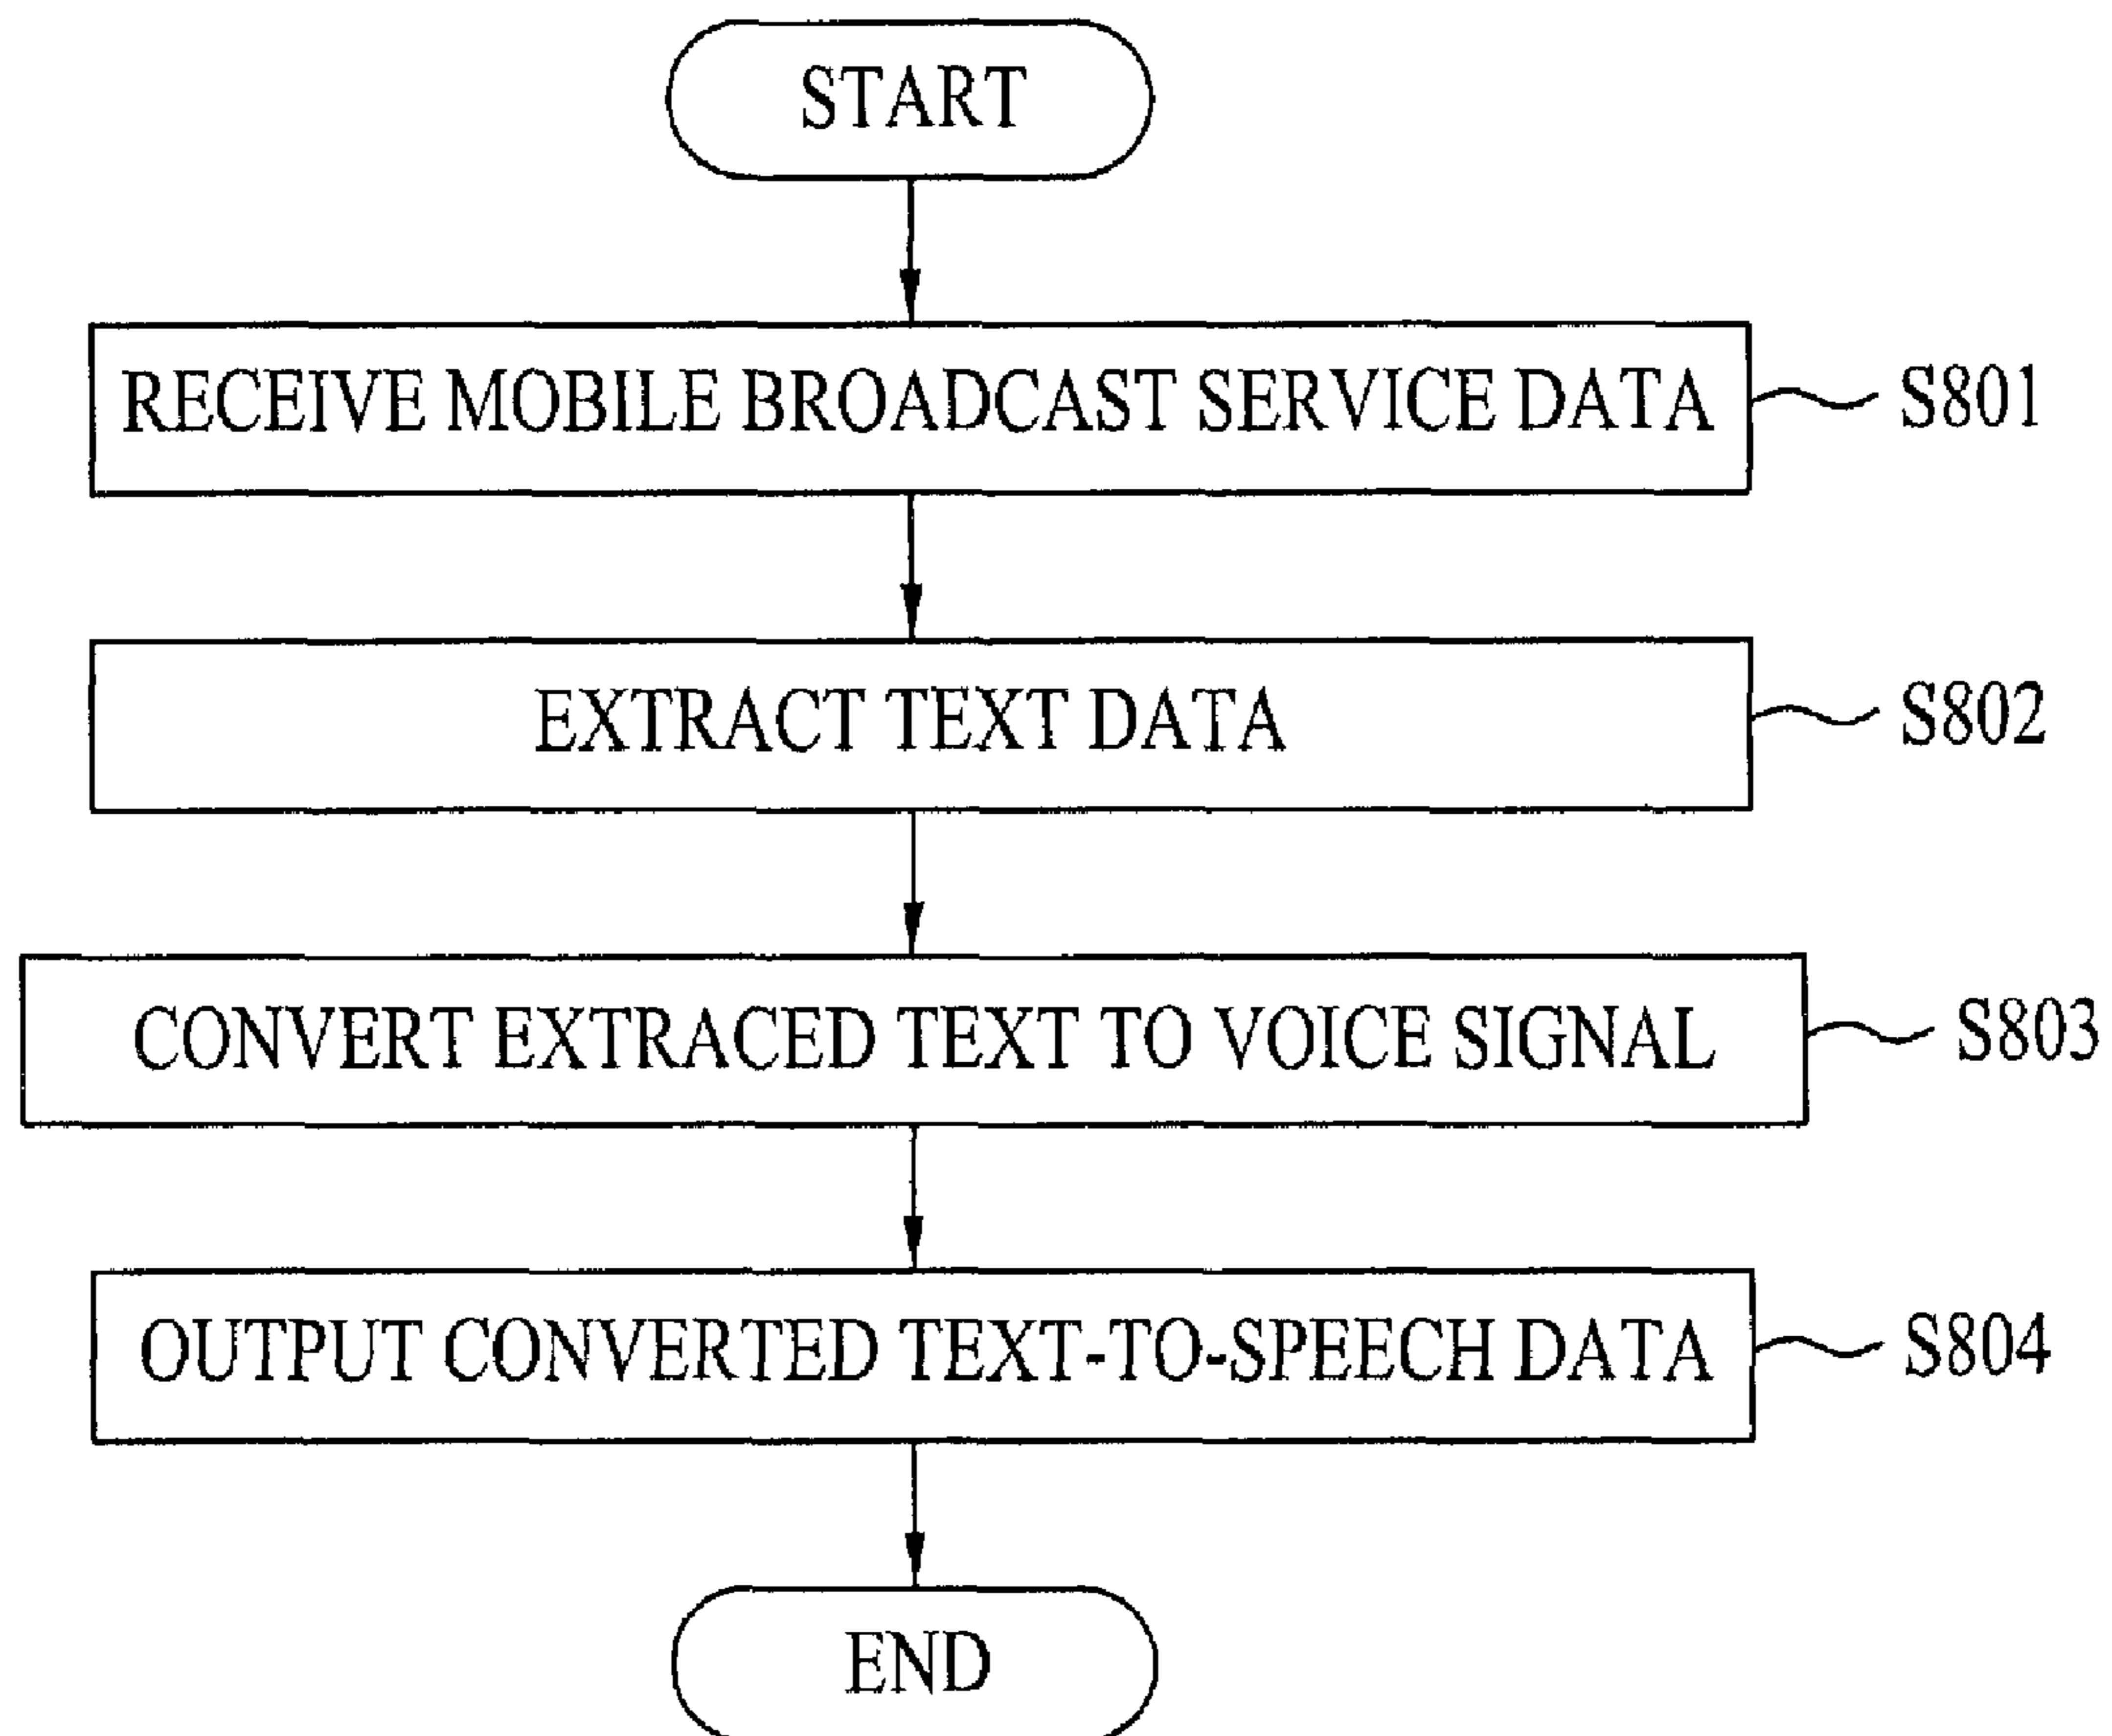 START
RECEIVE MOBILE BROADCAST SERVICE DATA
S801
EXTRACT TEXT DATA
S802
CONVERT EXTRACED TEXT TO VOICE SIGNAL
S803
OUTPUT CONVERTED TEXT-TO-SPEECH DATA
S804
END